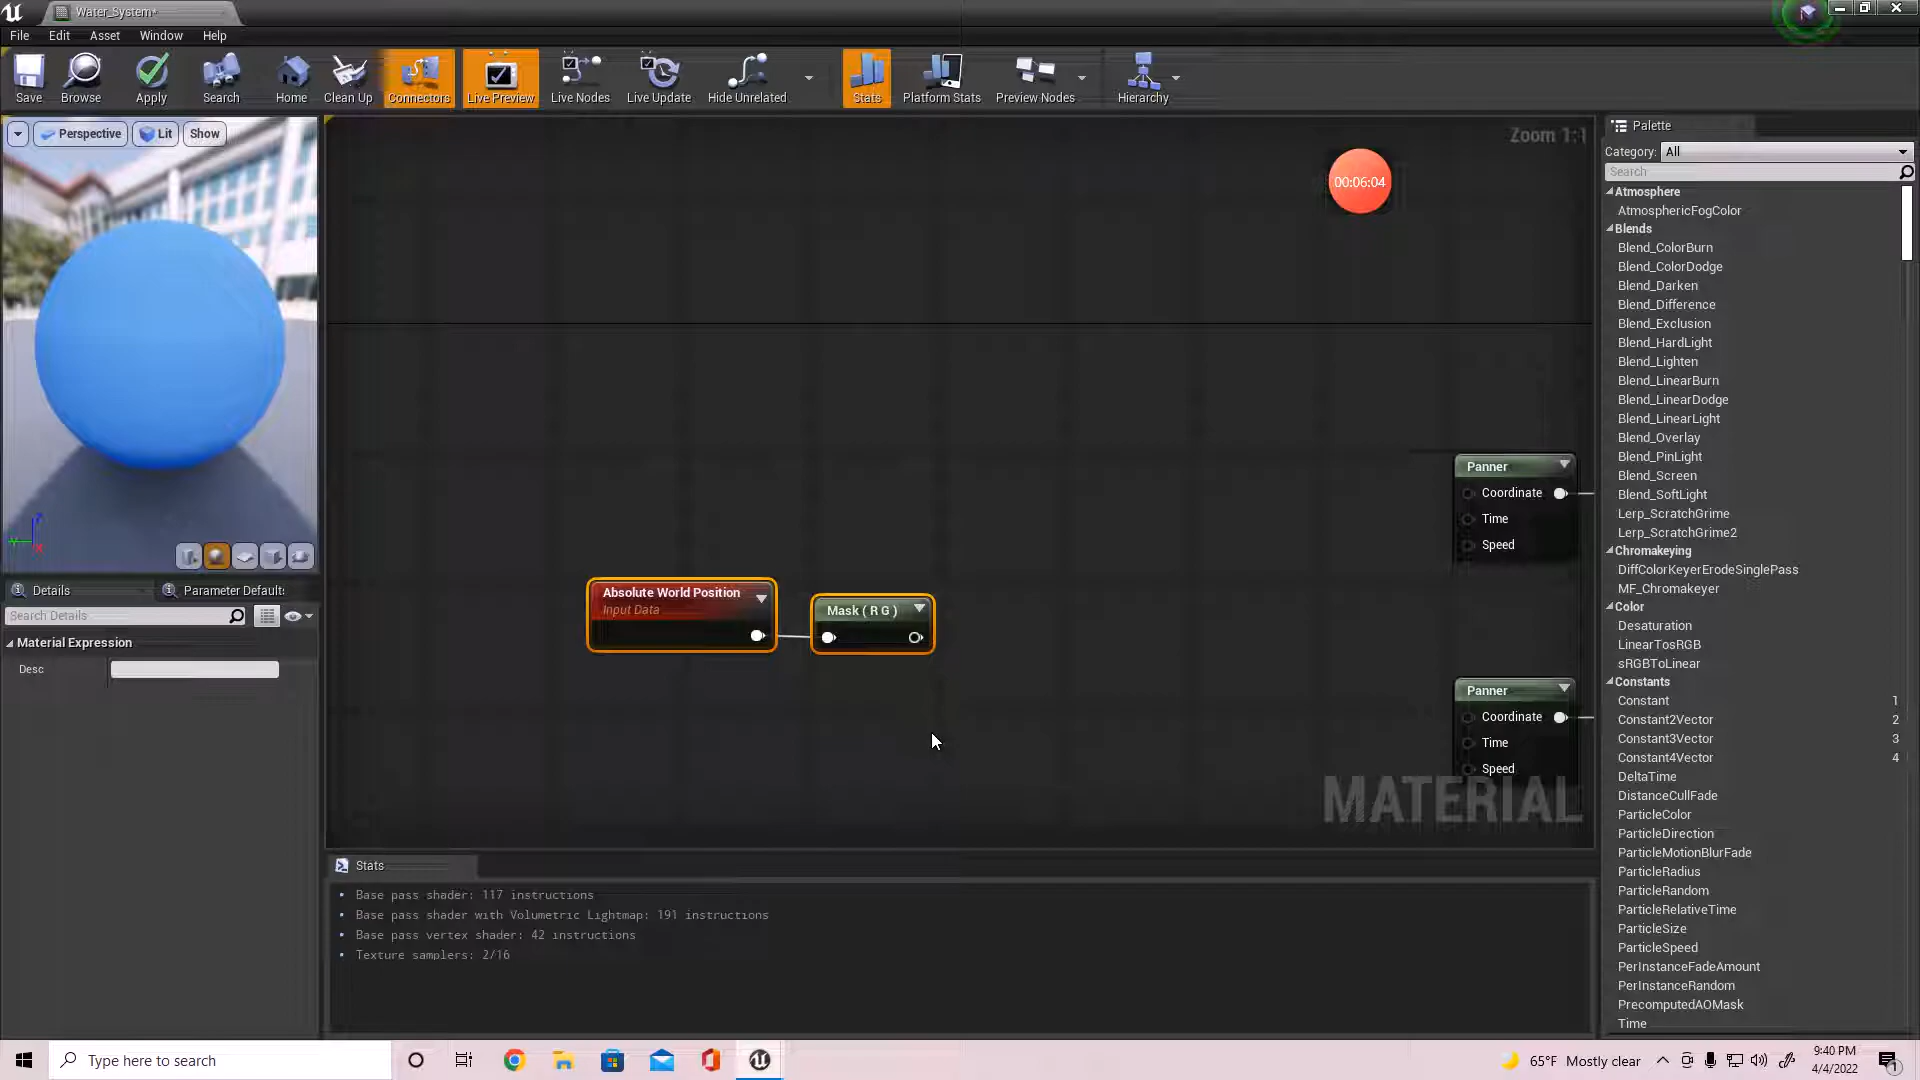 Water_System*
File Edit Asset Window Help
Save Browse Apply Search Home Clean Up Connectors Live Preview Live Nodes Live Update Hide Unrelated Stats Platform Stats Preview Nodes Hierarchy
Perspective Lit Show
Zoom 1:1
00:06:04
Palette
Category: All
Search
Atmosphere
AtmosphericFogColor
Blends
Blend_ColorBurn
Blend_ColorDodge
Blend_Darken
Blend_Difference
Blend_Exclusion
Blend_HardLight
Blend_Lighten
Blend_LinearBurn
Blend_LinearDodge
Blend_LinearLight
Blend_Overlay
Blend_PinLight
Blend_Screen
Blend_SoftLight
Lerp_ScratchGrime
Lerp_ScratchGrime2
Chromakeying
DiffColorKeyerErodeSinglePass
MF_Chromakeyer
Color
Desaturation
LinearTosRGB
sRGBToLinear
Constants
Constant 1
Constant2Vector 2
Constant3Vector 3
Constant4Vector 4
DeltaTime
DistanceCullFade
ParticleColor
ParticleDirection
ParticleMotionBlurFade
ParticleRadius
ParticleRandom
ParticleRelativeTime
ParticleSize
ParticleSpeed
PerInstanceFadeAmount
PerInstanceRandom
PrecomputedAOMask
Time
Panner
Coordinate
Time
Speed
Absolute World Position
Input Data
Mask ( R G )
Panner
Coordinate
Time
Speed
MATERIAL
Details Parameter Defaults
Search Details
Material Expression
Desc
Stats
Base pass shader: 117 instructions
Base pass shader with Volumetric Lightmap: 191 instructions
Base pass vertex shader: 42 instructions
Texture samplers: 2/16
Type here to search
65°F Mostly clear
9:40 PM
4/4/2022
1